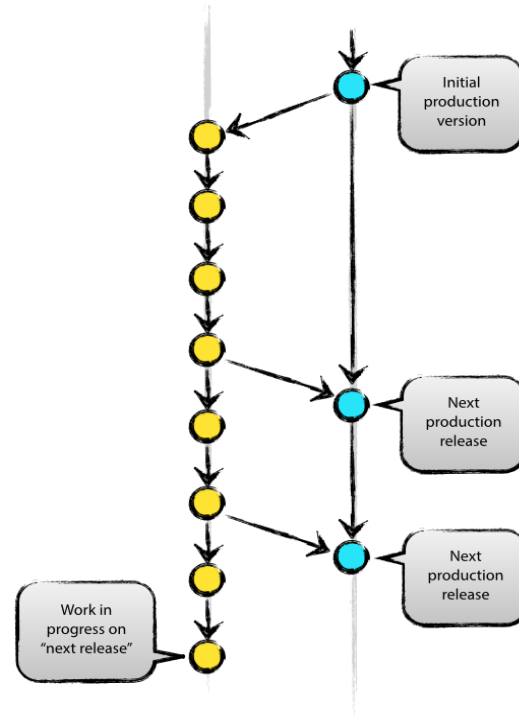 Initial
production
version
Next
production
release
Next
production
release
Work in
progress on
“next release”